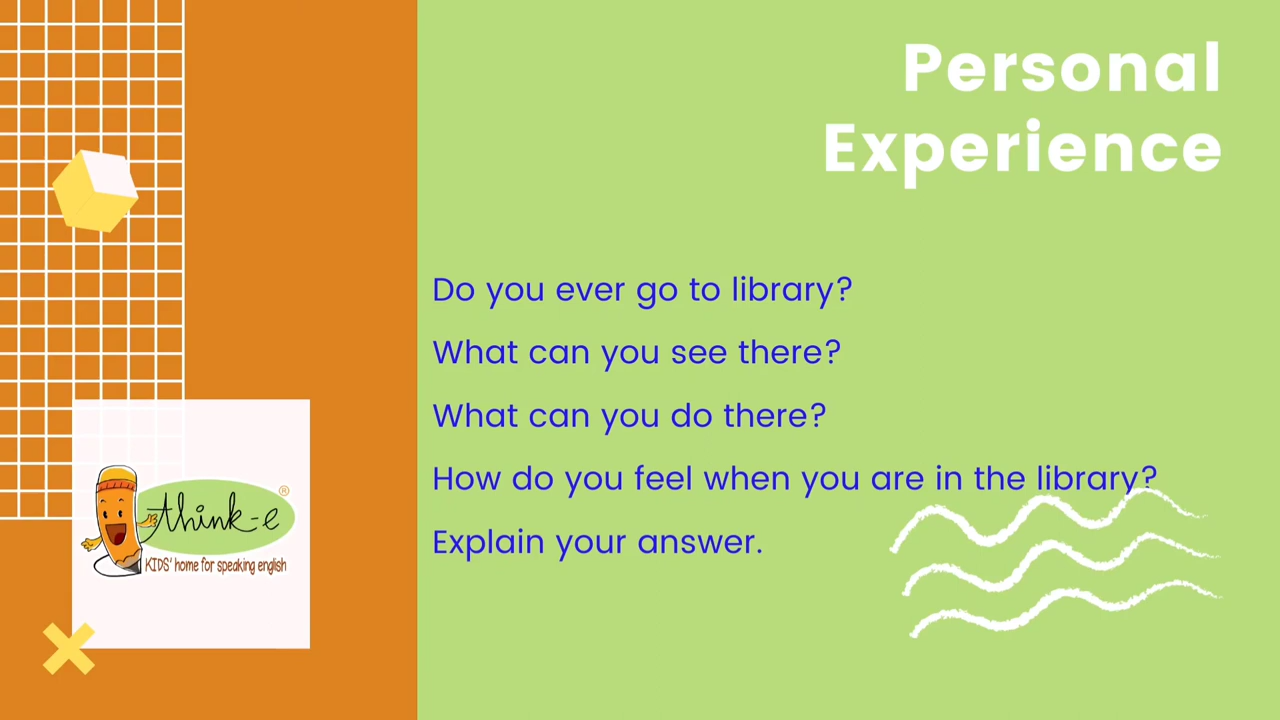 Personal
Experience
Do you ever go to library?
What can you see there?
What can you do there?
How do you feel when you are in the library?
Explain your answer.
think-e ®
KIDS' home for speaking english